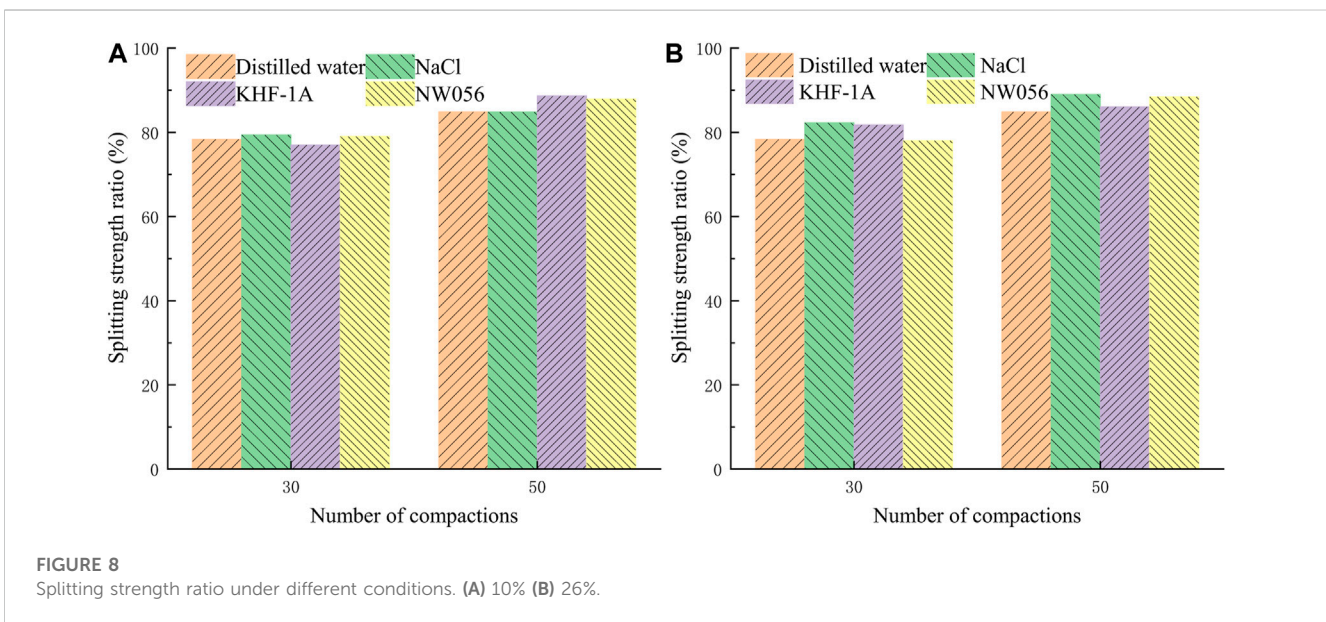 A
Distilled water
NaCl
KHF-1A
NW056
Splitting strength ratio (%)
100
80
60
40
20
0
30
50
Number of compactions
B
Distilled water
NaCl
KHF-1A
NW056
Splitting strength ratio (%)
100
80
60
40
20
0
30
50
Number of compactions
FIGURE 8
Splitting strength ratio under different conditions. (A) 10% (B) 26%.